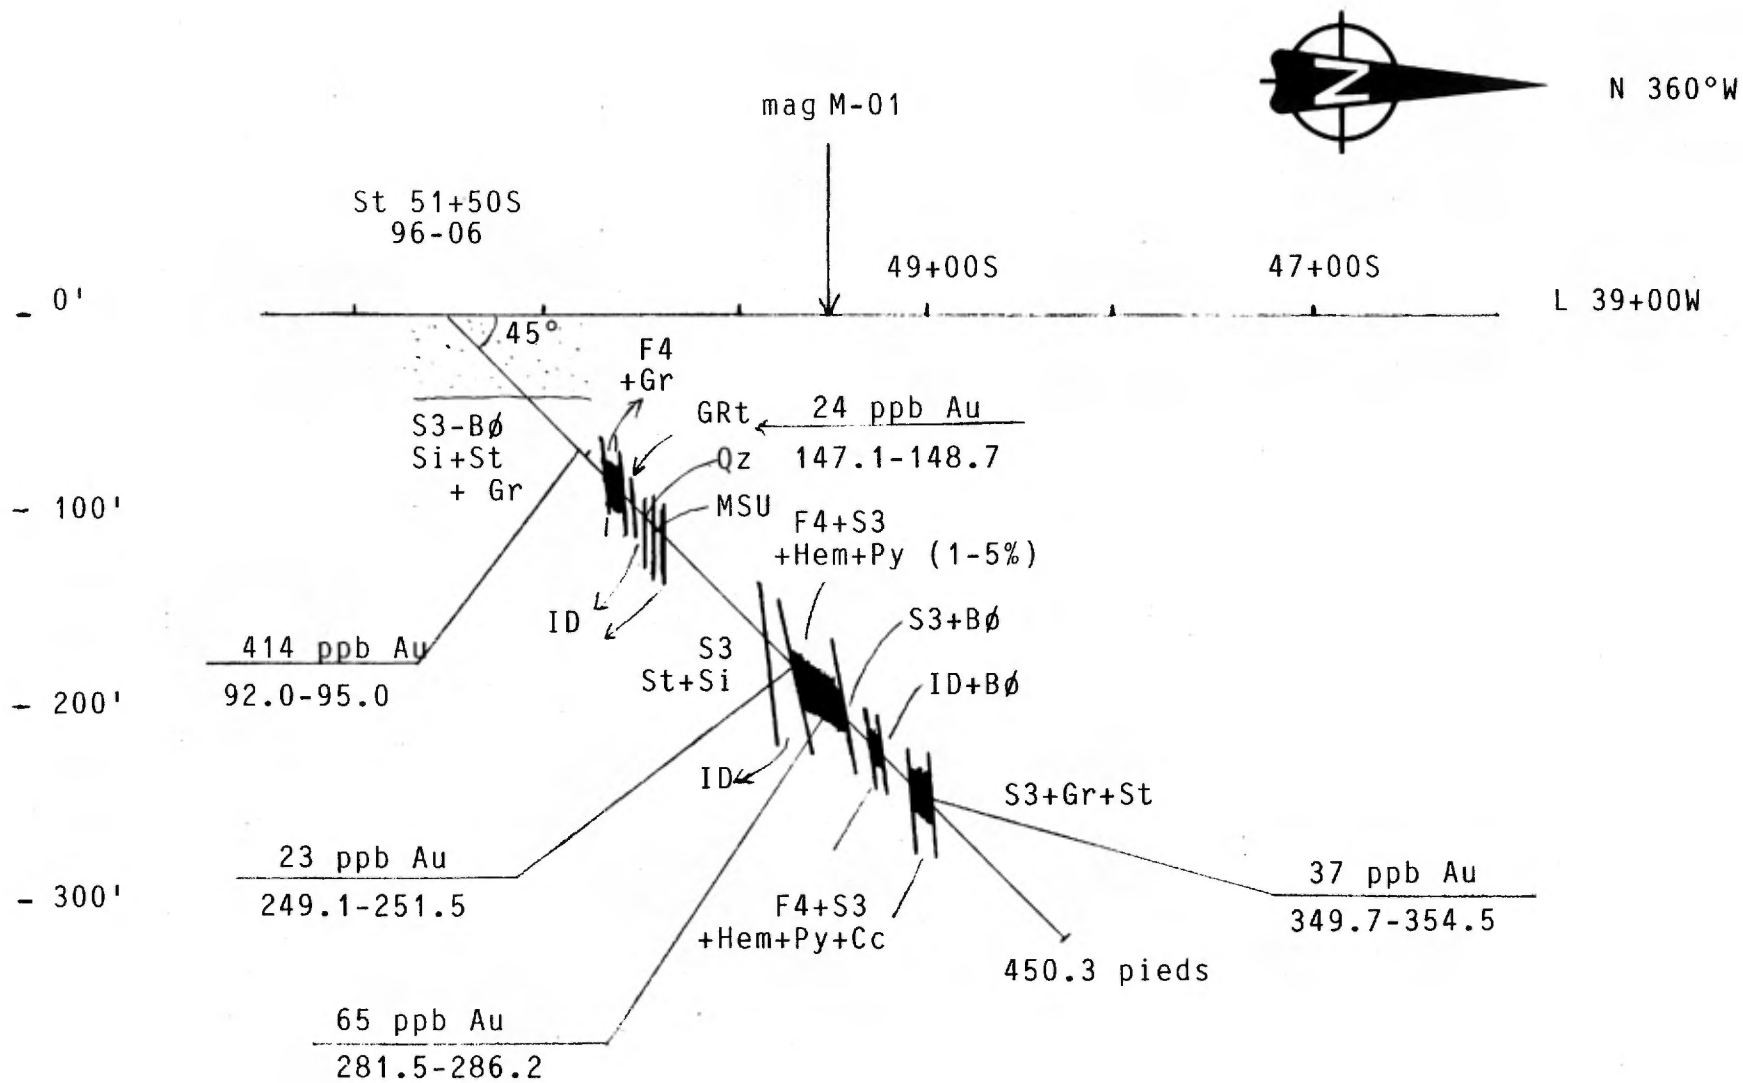 N
N 360°W
mag M-01
St 51+50S
96-06
49+00S
47+00S
- 0'
L 39+00W
45°
F4
+Gr
GRt
24 ppb Au
147.1-148.7
S3-BØ
Si+St
+ Gr
Qz
- 100'
MSU
F4+S3
+Hem+Py (1-5%)
ID
S3+BØ
414 ppb Au
92.0-95.0
S3
St+Si
ID+BØ
- 200'
ID
S3+Gr+St
23 ppb Au
249.1-251.5
37 ppb Au
349.7-354.5
- 300'
F4+S3
+Hem+Py+Cc
450.3 pieds
65 ppb Au
281.5-286.2